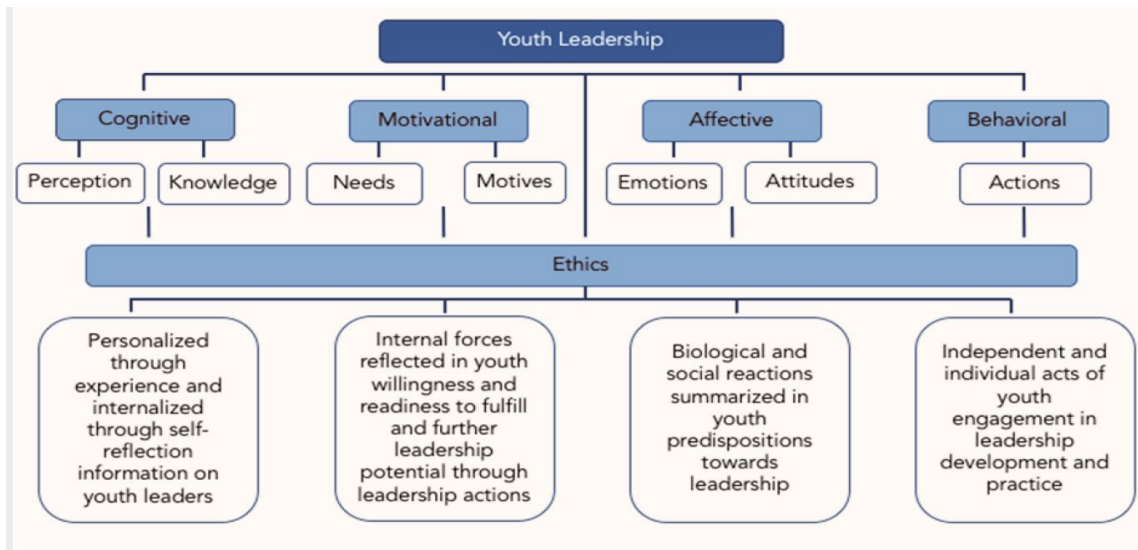 Youth Leadership
Cognitive
Motivational
Affective
Behavioral
Perception
Knowledge
Needs
Motives
Emotions
Attitudes
Actions
Ethics
Personalized
through
experience and
internalized
through self-
reflection
information on
youth leaders
Internal forces
reflected in youth
willingness and
readiness to fulfill
and further
leadership
potential through
leadership actions
Biological and
social reactions
summarized in
youth
predispositions
towards
leadership
Independent and
individual acts of
youth
engagement in
leadership
development and
practice